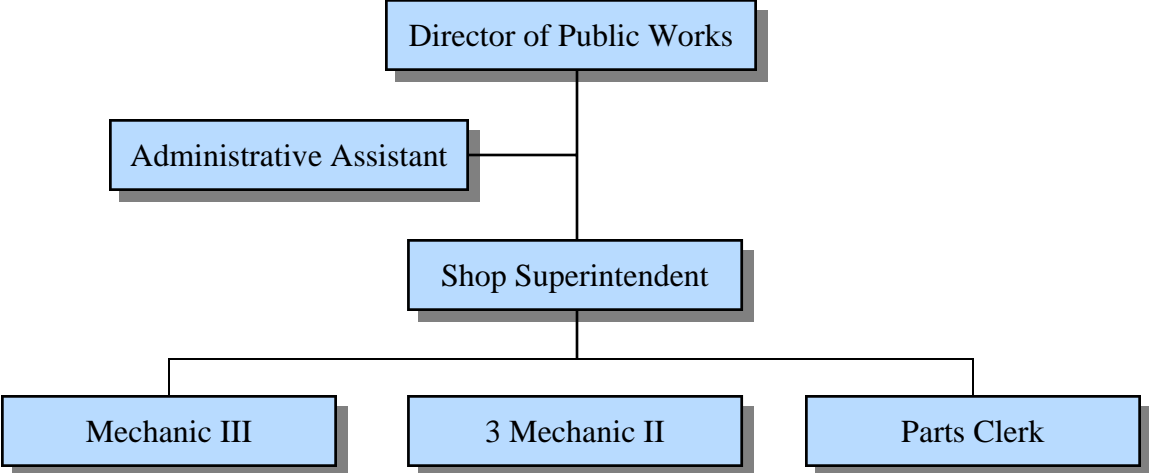 Director of Public Works
Administrative Assistant
Shop Superintendent
Mechanic III
3 Mechanic II
Parts Clerk